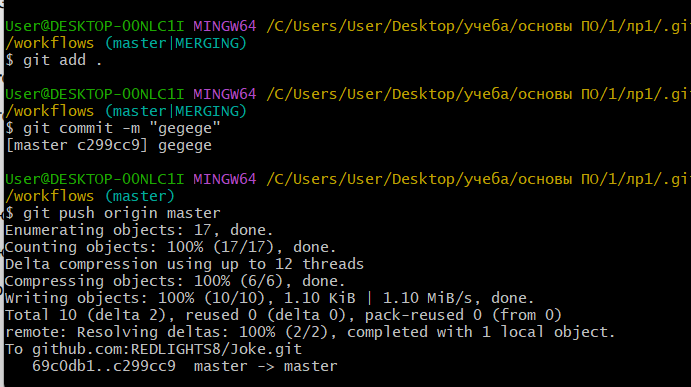 User@DESKTOP-OONLC1I MINGW64 /C/Users/User/Desktop/учеба/основы ПО/1/лр1/.git
/workflows (master|MERGING)
$ git add .
User@DESKTOP-OONLC1I MINGW64 /C/Users/User/Desktop/учеба/основы ПО/1/лр1/.git
/workflows (master|MERGING)
$ git commit -m "gegege"
[master c299cc9] gegege
User@DESKTOP-OONLC1I MINGW64 /C/Users/User/Desktop/учеба/основы ПО/1/лр1/.git
/workflows (master)
$ git push origin master
Enumerating objects: 17, done.
Counting objects: 100% (17/17), done.
Delta compression using up to 12 threads
Compressing objects: 100% (6/6), done.
Writing objects: 100% (10/10), 1.10 KiB | 1.10 MiB/s, done.
Total 10 (delta 2), reused 0 (delta 0), pack-reused 0 (from 0)
remote: Resolving deltas: 100% (2/2), completed with 1 local object.
To github.com:REDLIGHTS8/Joke.git
69c0db1..c299cc9  master -> master